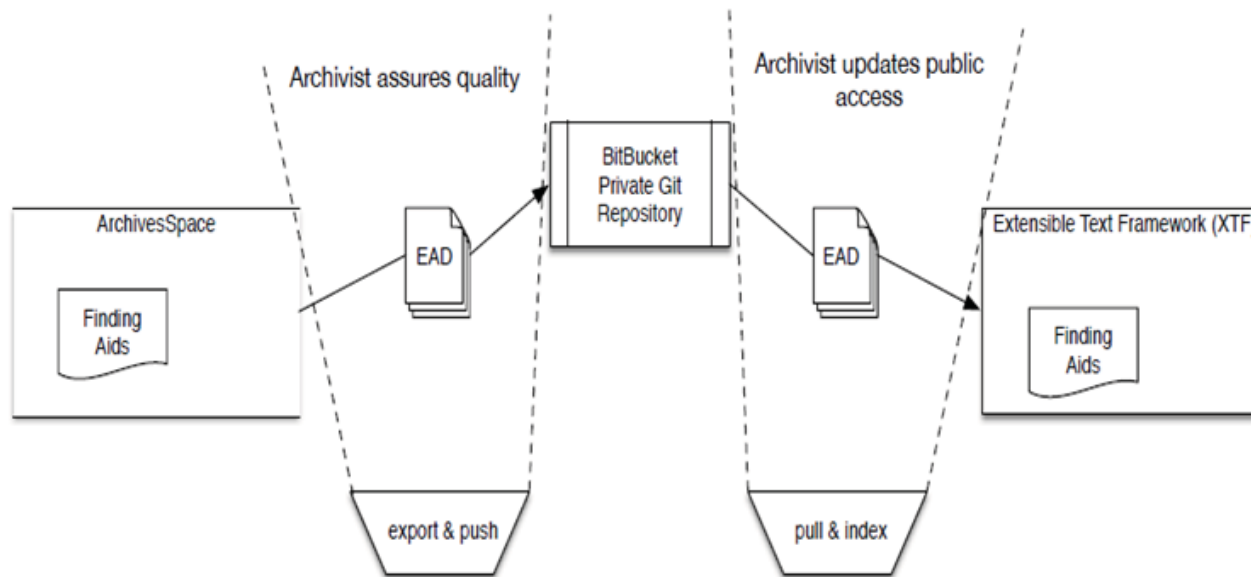 Archivist assures quality
Archivist updates public
access
BitBucket
Private Git
Repository
ArchivesSpace
Finding
Aids
EAD
EAD
Extensible Text Framework (XTF
Finding
Aids
export & push
pull & index